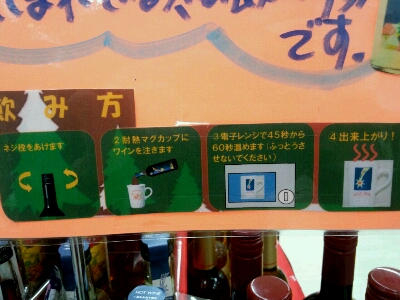 です。
飲み方
ネジ栓をあけます
2 耐熱マグカップに
ワインを注ぎます
3 電子レンジで45秒から
60秒温めます(ふっとうさ
せないでください)
4 出来上がり!
HOT WINE